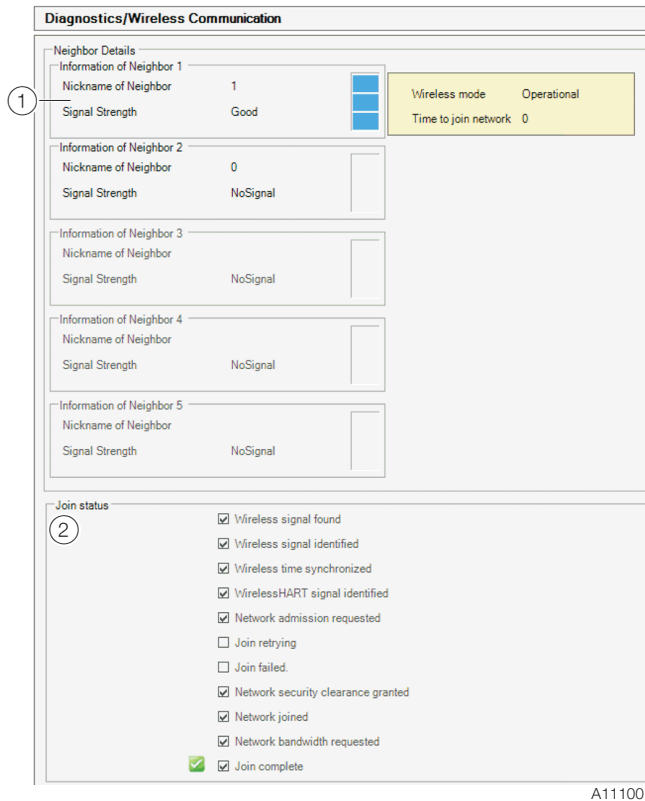 Diagnostics/Wireless Communication
Neighbor Details
Information of Neighbor 1
Nickname of Neighbor 1
Signal Strength Good
Wireless mode Operational
Time to join network 0
1
Information of Neighbor 2
Nickname of Neighbor 0
Signal Strength NoSignal
Information of Neighbor 3
Nickname of Neighbor
Signal Strength NoSignal
Information of Neighbor 4
Nickname of Neighbor
Signal Strength NoSignal
Information of Neighbor 5
Nickname of Neighbor
Signal Strength NoSignal
Join status
2
Wireless signal found
Wireless signal identified
Wireless time synchronized
WirelessHART signal identified
Network admission requested
Join retrying
Join failed.
Network security clearance granted
Network joined
Network bandwidth requested
Join complete
A11100